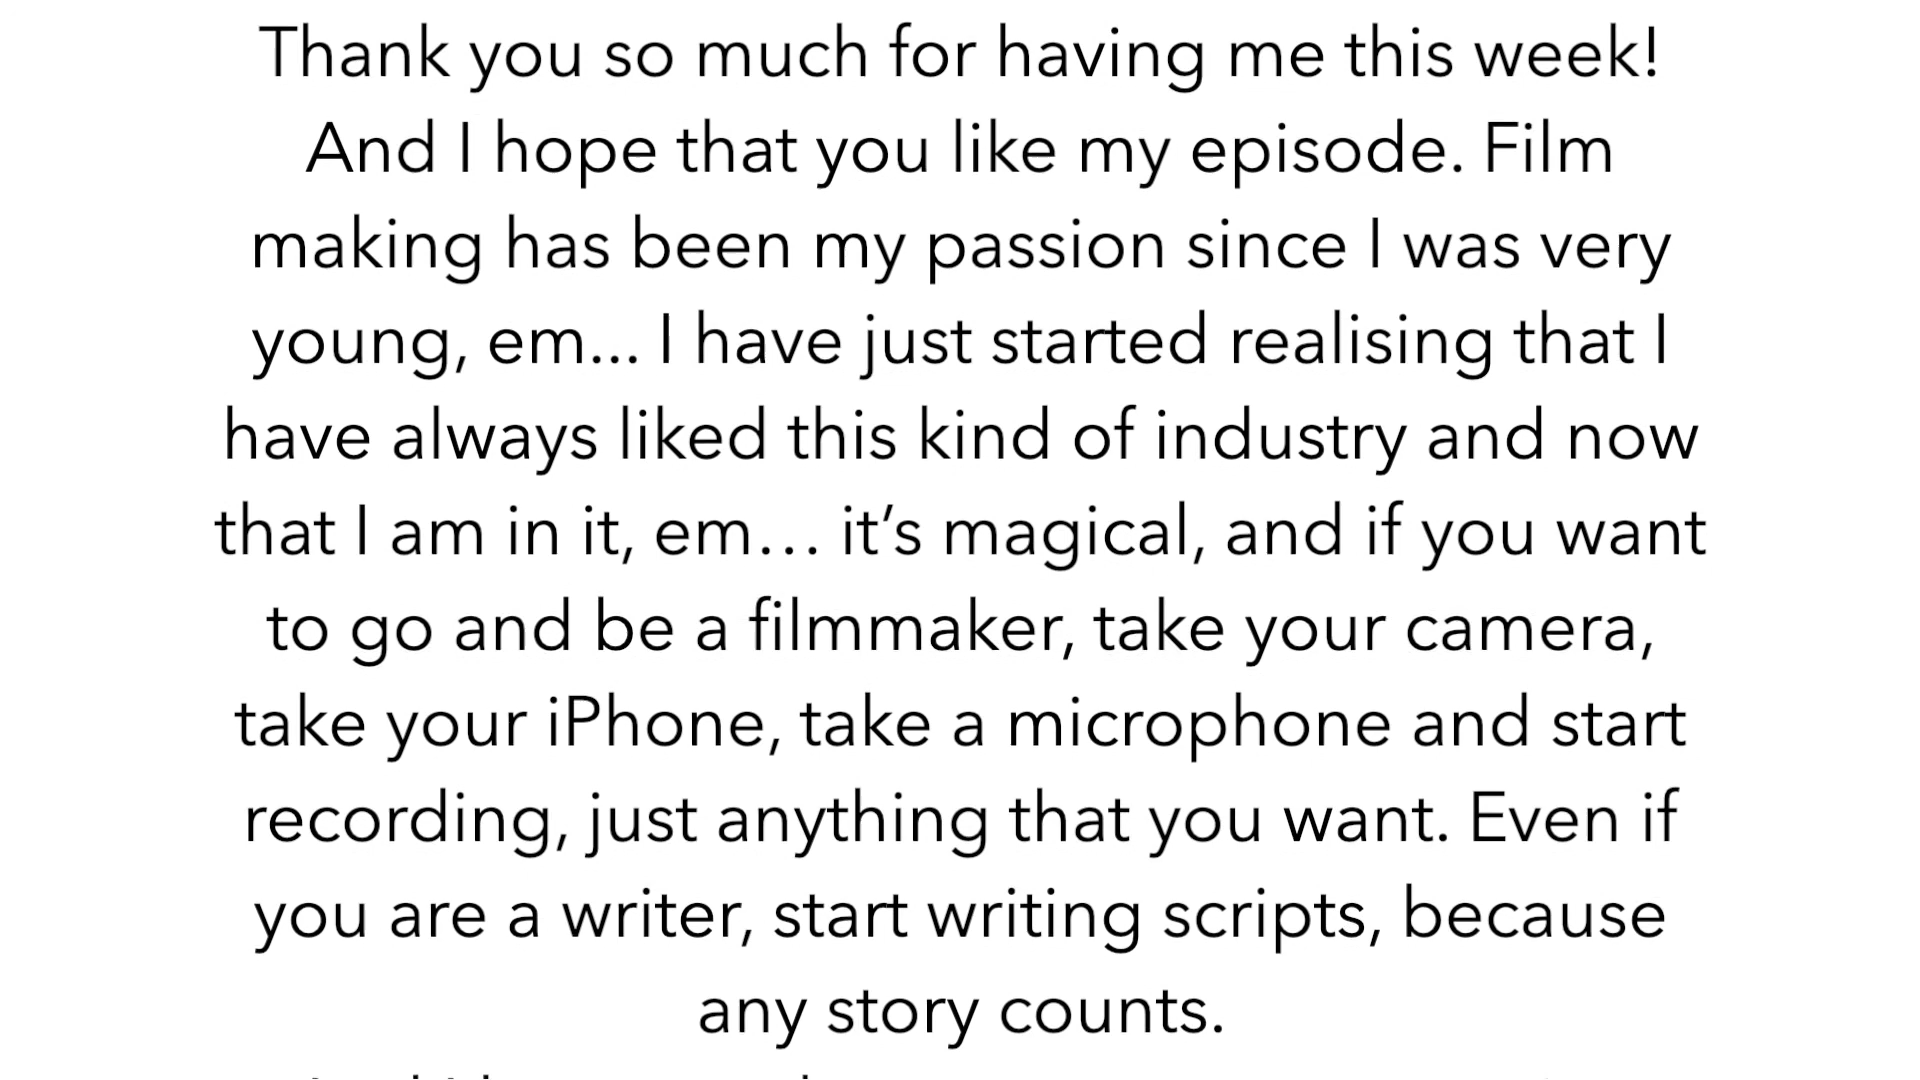 Thank you so much for having me this week!
And I hope that you like my episode. Film
making has been my passion since I was very
young, em... I have just started realising that I
have always liked this kind of industry and now
that I am in it, em… it’s magical, and if you want
to go and be a filmmaker, take your camera,
take your iPhone, take a microphone and start
recording, just anything that you want. Even if
you are a writer, start writing scripts, because
any story counts.